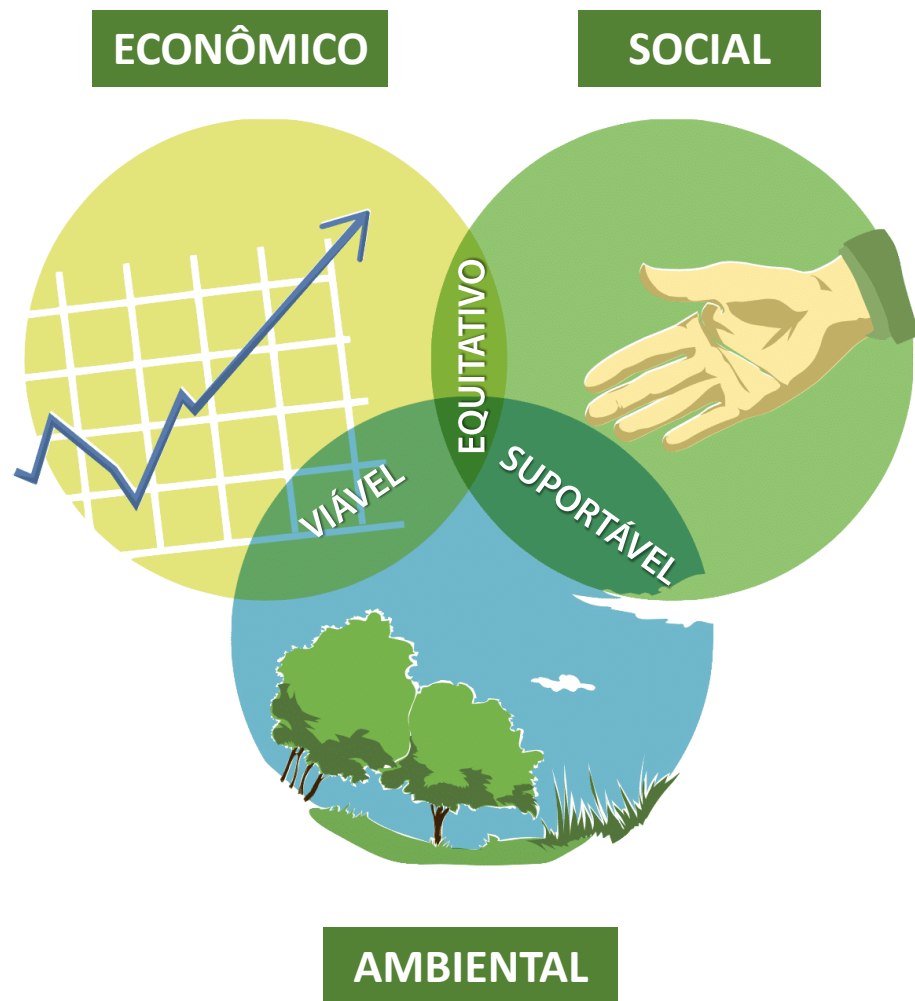 ECONÔMICO
SOCIAL
EQUITATIVO
VIÁVEL
SUPORTÁVEL
AMBIENTAL